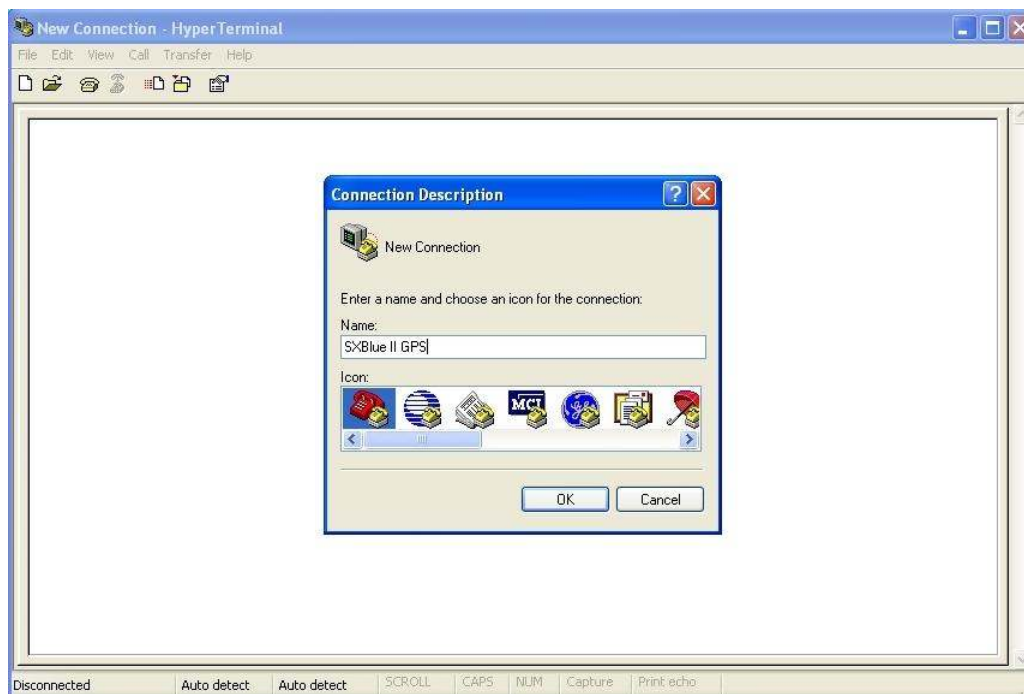 New Connection - HyperTerminal
File Edit View Call Transfer Help
Connection Description
New Connection
Enter a name and choose an icon for the connection:
Name:
SXBlue II GPS
Icon:
MCI
OK Cancel
Disconnected Auto detect Auto detect SCROLL CAPS NUM Capture Print echo